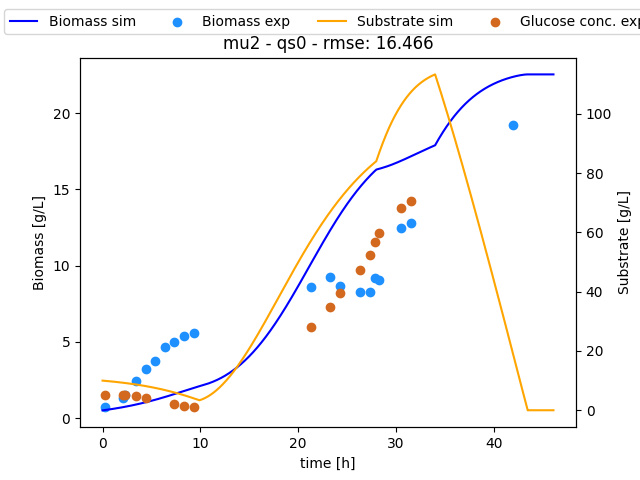 Biomass sim Biomass exp Substrate sim Glucose conc. exp
mu2 - qs0 - rmse: 16.466
Biomass [g/L]
20
15
10
5
0
100
80
60
40
20
0
Substrate [g/L]
0 10 20 30 40
time [h]